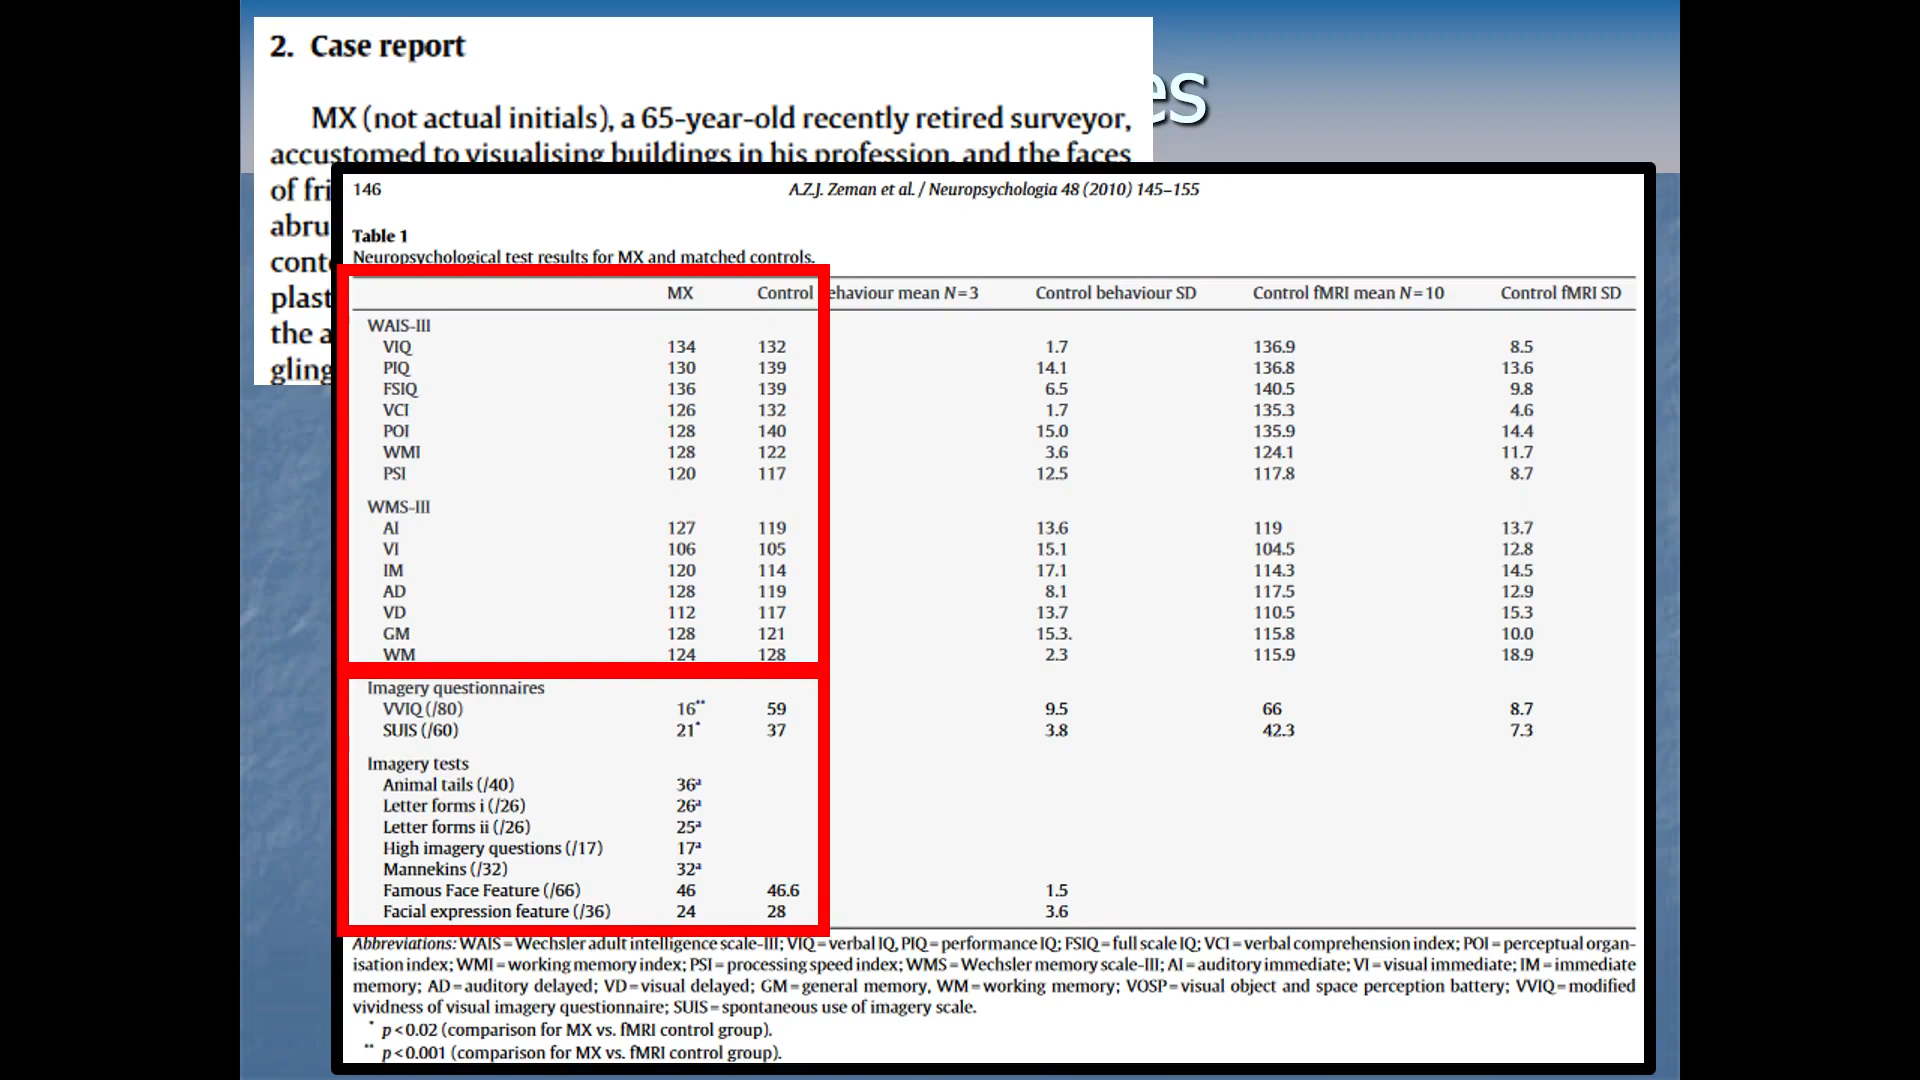 2. Case report
es
MX (not actual initials), a 65-year-old recently retired surveyor,
accustomed to visualising buildings in his profession, and the faces
of fri
abru
conte
plast
the a
gling
146 A.Z.J. Zeman et al. / Neuropsychologia 48 (2010) 145–155
Table 1
Neuropsychological test results for MX and matched controls.
MX Control ehaviour mean N=3 Control behaviour SD Control fMRI mean N=10 Control fMRI SD
WAIS-III
VIQ 134 132 1.7 136.9 8.5
PIQ 130 139 14.1 136.8 13.6
FSIQ 136 139 6.5 140.5 9.8
VCI 126 132 1.7 135.3 4.6
POI 128 140 15.0 135.9 14.4
WMI 128 122 3.6 124.1 11.7
PSI 120 117 12.5 117.8 8.7
WMS-III
AI 127 119 13.6 119 13.7
VI 106 105 15.1 104.5 12.8
IM 120 114 17.1 114.3 14.5
AD 128 119 8.1 117.5 12.9
VD 112 117 13.7 110.5 15.3
GM 128 121 15.3. 115.8 10.0
WM 124 128 2.3 115.9 18.9
Imagery questionnaires
VVIQ (/80) 16** 59 9.5 66 8.7
SUIS (/60) 21* 37 3.8 42.3 7.3
Imagery tests
Animal tails (/40) 36a
Letter forms i (/26) 26a
Letter forms ii (/26) 25a
High imagery questions (/17) 17a
Mannekins (/32) 32a
Famous Face Feature (/66) 46 46.6 1.5
Facial expression feature (/36) 24 28 3.6
Abbreviations: WAIS = Wechsler adult intelligence scale-III; VIQ = verbal IQ, PIQ = performance IQ; FSIQ = full scale IQ; VCI = verbal comprehension index; POI = perceptual organ-
isation index; WMI = working memory index; PSI = processing speed index; WMS = Wechsler memory scale-III; AI = auditory immediate; VI = visual immediate; IM = immediate
memory; AD = auditory delayed; VD = visual delayed; GM = general memory, WM = working memory; VOSP = visual object and space perception battery; VVIQ = modified
vividness of visual imagery questionnaire; SUIS = spontaneous use of imagery scale.
* p < 0.02 (comparison for MX vs. fMRI control group).
** p < 0.001 (comparison for MX vs. fMRI control group).